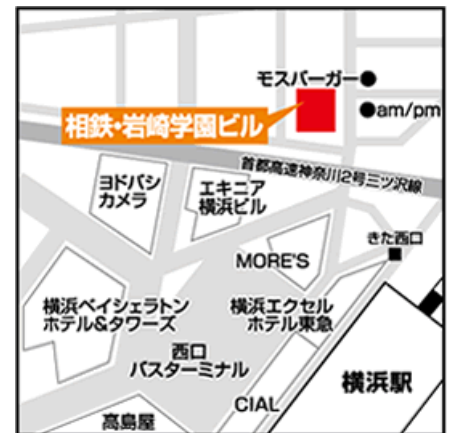 モスバーガー
am/pm
相鉄・岩崎学園ビル
首都高速神奈川2号三ツ沢線
ヨドバシ
カメラ
エキニア
横浜ビル
きた西口
MORE'S
横浜ベイシェラトン
ホテル&タワーズ
横浜エクセル
ホテル東急
西口
バスターミナル
横浜駅
CIAL
高島屋